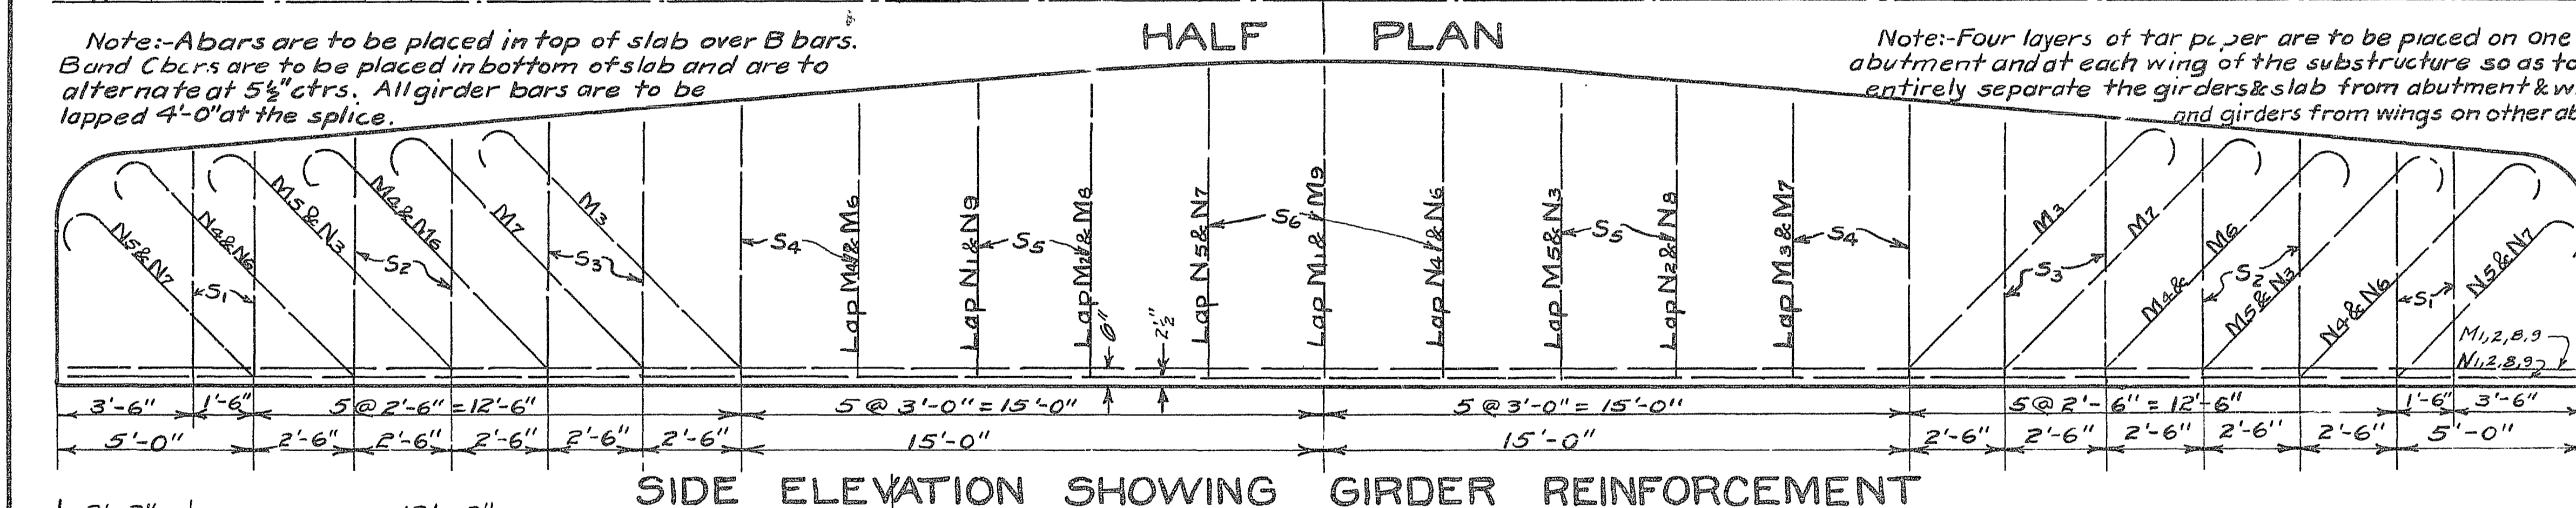 HALF PLAN
Note:-A bars are to be placed in top of slab over B bars.
B and C bars are to be placed in bottom of slab and are to
alternate at 5½" ctrs. All girder bars are to be
lapped 4'-0" at the splice.
Note:-Four layers of tar paper are to be placed on one
abutment and at each wing of the substructure so as to
entirely separate the girders & slab from abutment & w
and girders from wings on other ab
N5 & N7
S1
N4 & N6
M5 & N3
S2
M4 & M6
M7
S3
M3
S4
Lap M4 & M6
Lap N1 & N9
S5
Lap M2 & M8
6"
2½"
Lap N5 & N7
S6
Lap M1 & M9
Lap N4 & N6
Lap M5 & N3
S5
Lap N2 & N8
Lap M3 & M7
S4
M3
S3
M7
M4 & M6
S2
M5 & N3
N4 & N6
S1
N5 & N7
M1,2,8,9
N1,2,8,9
3'-6" 1'-6" 5 @ 2'-6" = 12'-6" 5 @ 3'-0" = 15'-0" 5 @ 3'-0" = 15'-0" 5 @ 2'-6" = 12'-6" 1'-6" 3'-6"
5'-0" 2'-6" 2'-6" 2'-6" 2'-6" 2'-6" 15'-0" 15'-0" 2'-6" 2'-6" 2'-6" 2'-6" 2'-6" 5'-0"
SIDE ELEVATION SHOWING GIRDER REINFORCEMENT